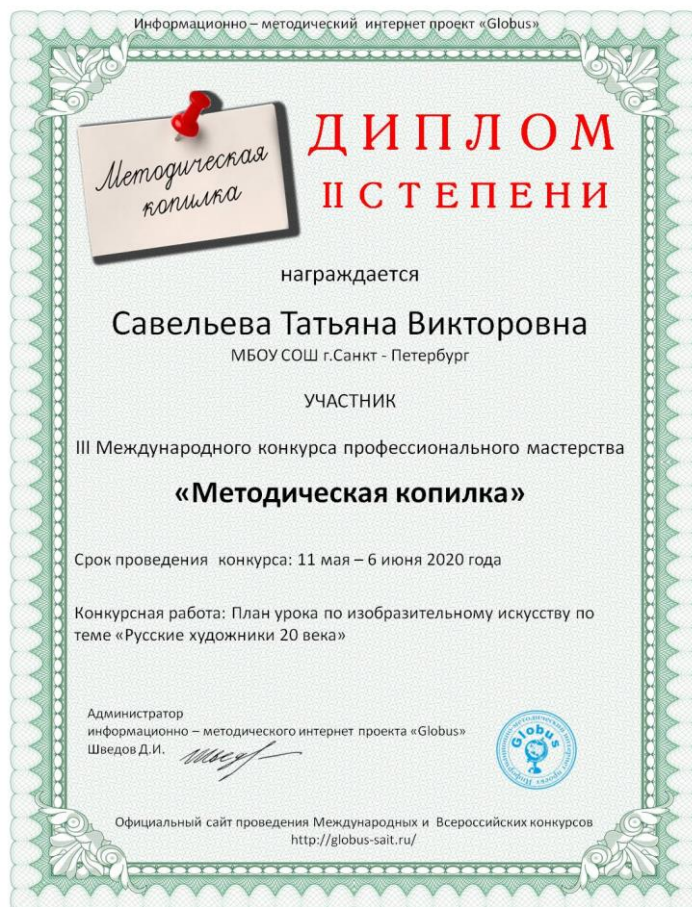 Информационно – методический интернет проект «Globus»
Методическая
копилка
ДИПЛОМ
II СТЕПЕНИ
награждается
Савельева Татьяна Викторовна
МБОУ СОШ г.Санкт - Петербург
УЧАСТНИК
III Международного конкурса профессионального мастерства
«Методическая копилка»
Срок проведения конкурса: 11 мая – 6 июня 2020 года
Конкурсная работа: План урока по изобразительному искусству по
теме «Русские художники 20 века»
Администратор
информационно – методического интернет проекта «Globus»
Шведов Д.И.
Globus
Официальный сайт проведения Международных и Всероссийских конкурсов
http://globus-sait.ru/